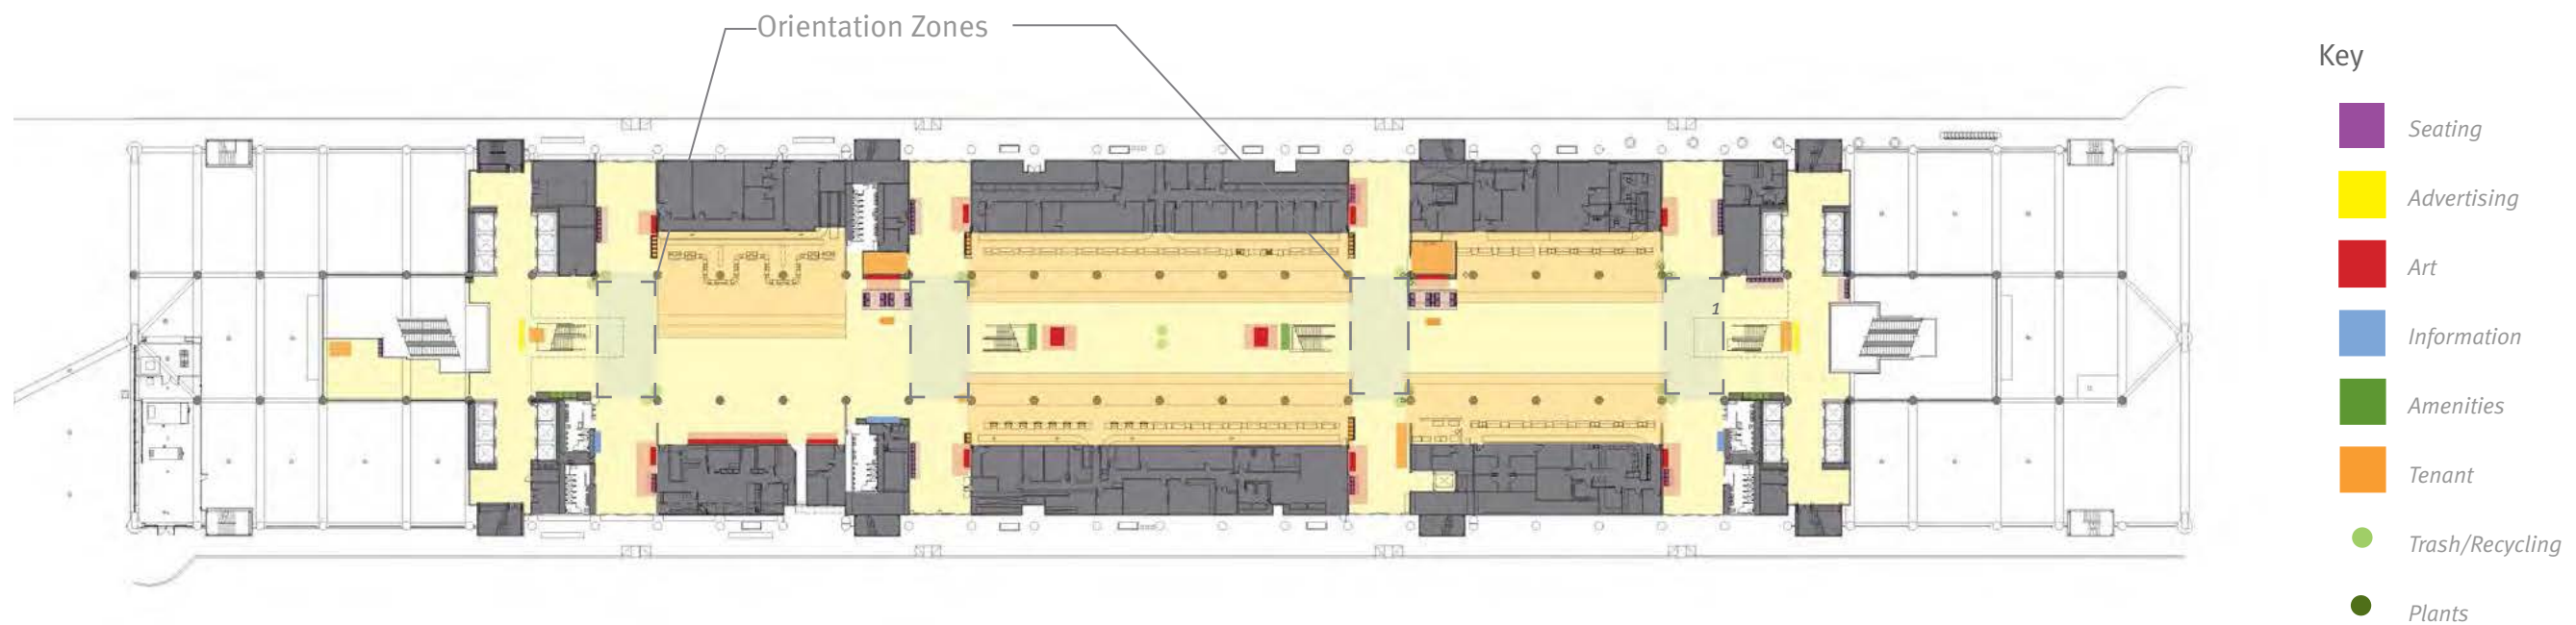 Orientation Zones
Key
Seating
Advertising
Art
Information
Amenities
Tenant
Trash/Recycling
Plants
1